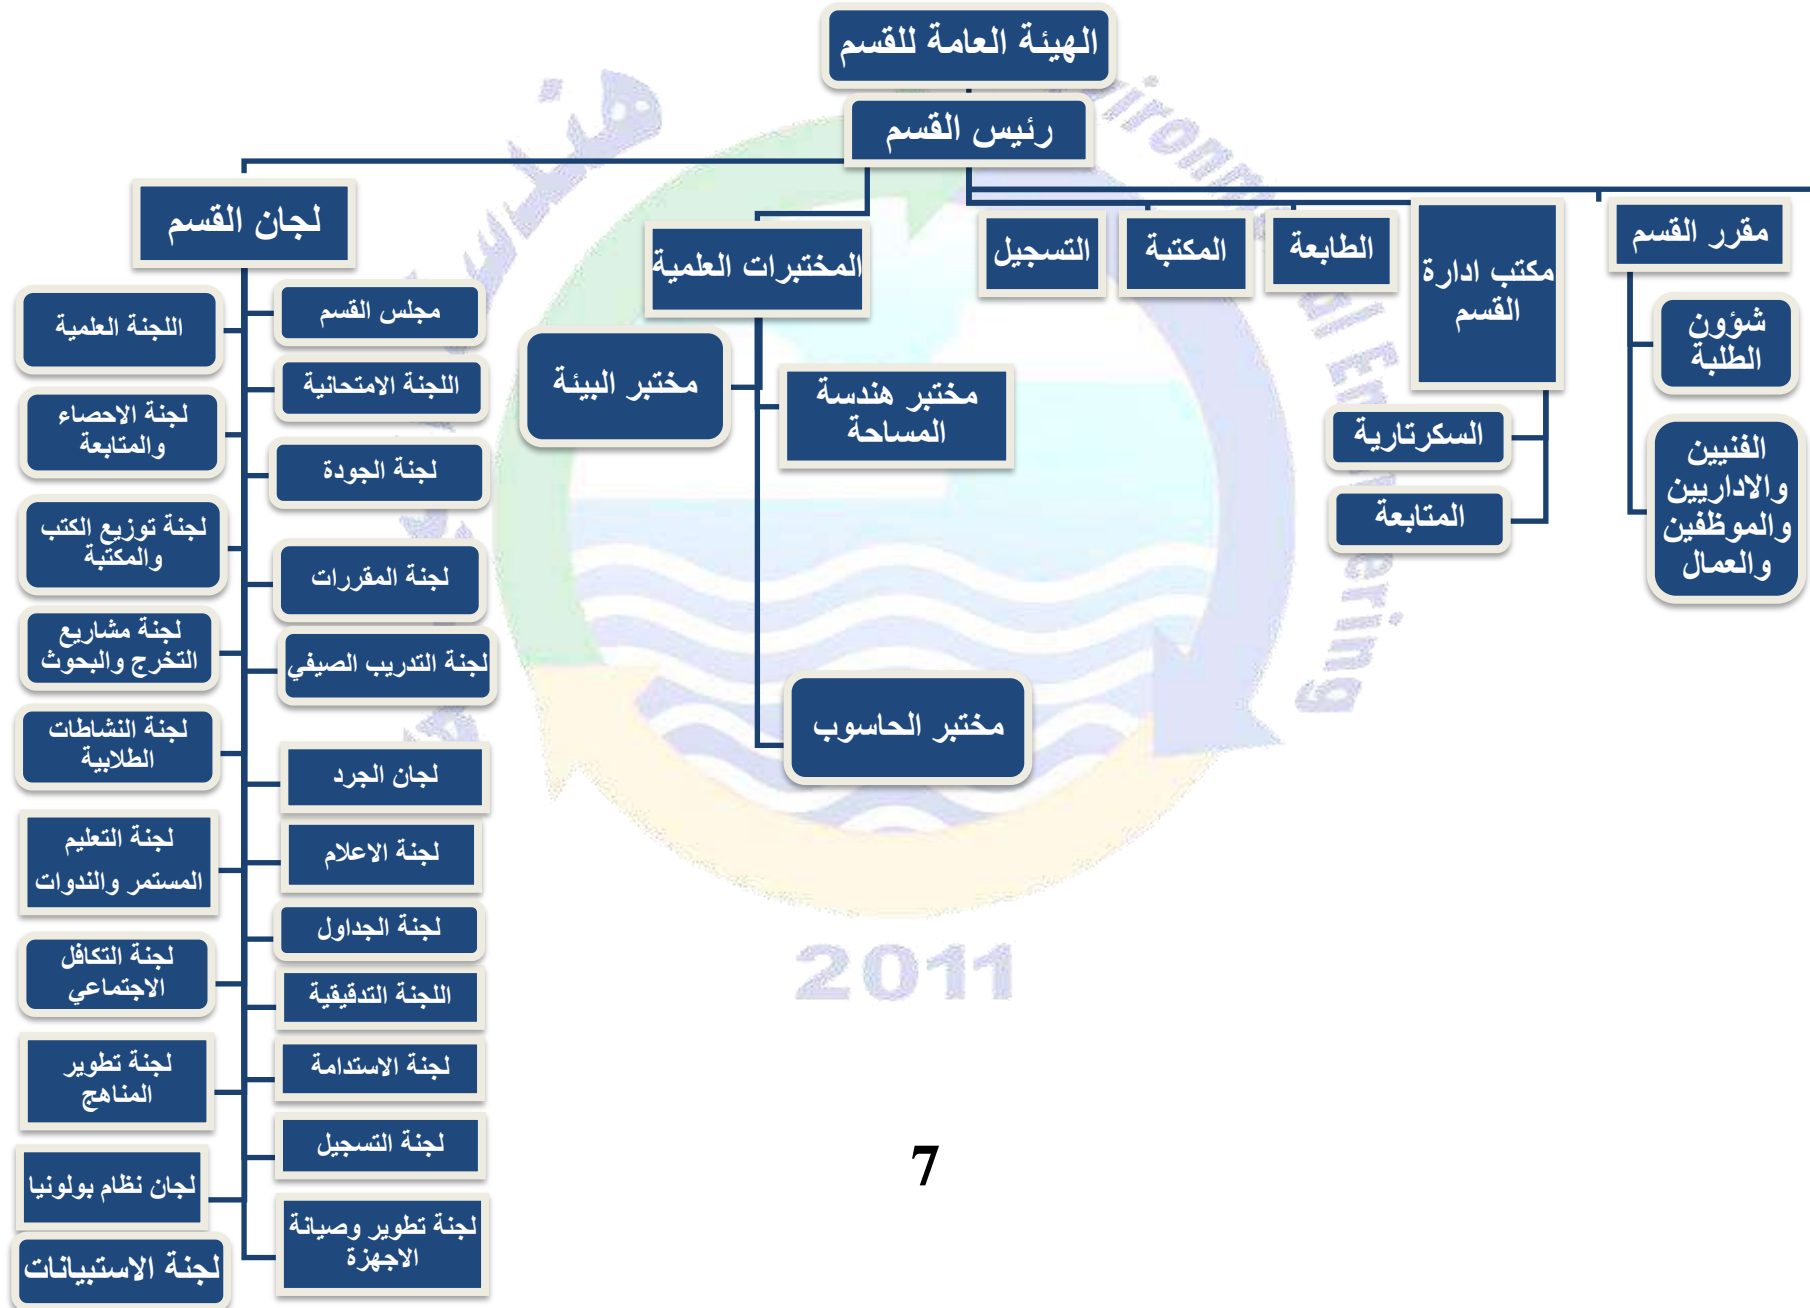 الهيئة العامة للقسم
رئيس القسم
مقرر القسم
شؤون
الطلبة
الفنيين
والاداريين
والموظفين
والعمال
مكتب ادارة
القسم
السكرتارية
المتابعة
الطابعة
المكتبة
التسجيل
المختبرات العلمية
مختبر هندسة
المساحة
مختبر البيئة
مختبر الحاسوب
لجان القسم
مجلس القسم
اللجنة العلمية
اللجنة الامتحانية
لجنة الاحصاء
والمتابعة
لجنة الجودة
لجنة توزيع الكتب
والمكتبة
لجنة المقررات
لجنة مشاريع
التخرج والبحوث
لجنة التدريب الصيفي
لجنة النشاطات
الطلابية
لجان الجرد
لجنة التعليم
المستمر والندوات
لجنة الاعلام
لجنة الجداول
لجنة التكافل
الاجتماعي
اللجنة التدقيقية
لجنة الاستدامة
لجنة تطوير
المناهج
لجنة التسجيل
لجان نظام بولونيا
لجنة تطوير وصيانة
الاجهزة
لجنة الاستبيانات
2011
7